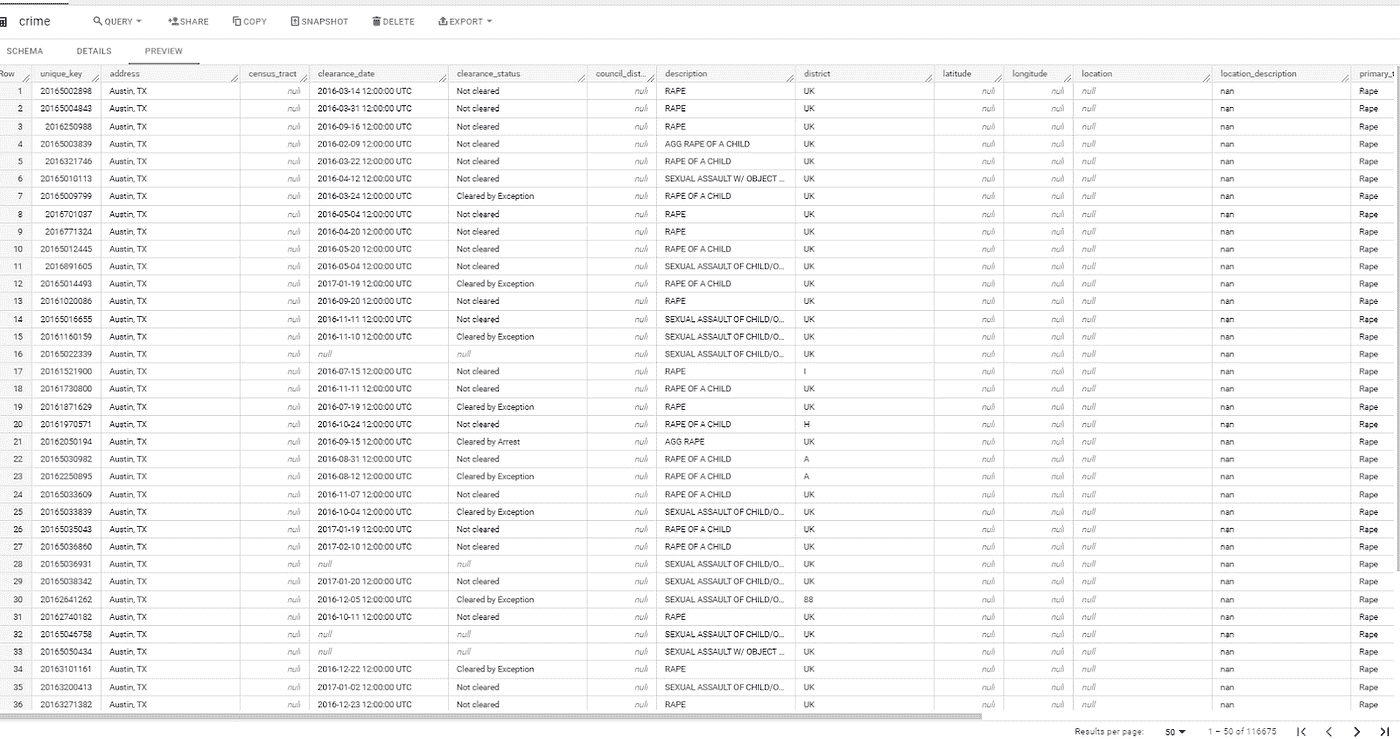 crime QUERY SHARE COPY SNAPSHOT DELETE EXPORT
SCHEMA DETAILS PREVIEW
Row unique_key address census_tract clearance_date clearance_status council_dist... description district latitude longitude location location_description primary_t
1 20165002898 Austin, TX null 2016-03-14 12:00:00 UTC Not cleared null RAPE UK null null null nan Rape
2 20165004843 Austin, TX null 2016-03-31 12:00:00 UTC Not cleared null RAPE UK null null null nan Rape
3 2016250988 Austin, TX null 2016-09-16 12:00:00 UTC Not cleared null RAPE UK null null null nan Rape
4 20165003839 Austin, TX null 2016-02-09 12:00:00 UTC Not cleared null AGG RAPE OF A CHILD UK null null null nan Rape
5 2016321746 Austin, TX null 2016-03-22 12:00:00 UTC Not cleared null RAPE OF A CHILD UK null null null nan Rape
6 20165010113 Austin, TX null 2016-04-12 12:00:00 UTC Not cleared null SEXUAL ASSAULT W/ OBJECT ... UK null null null nan Rape
7 20165009799 Austin, TX null 2016-03-24 12:00:00 UTC Cleared by Exception null RAPE OF A CHILD UK null null null nan Rape
8 2016701037 Austin, TX null 2016-05-04 12:00:00 UTC Not cleared null RAPE UK null null null nan Rape
9 2016771324 Austin, TX null 2016-04-20 12:00:00 UTC Not cleared null RAPE UK null null null nan Rape
10 20165012445 Austin, TX null 2016-05-20 12:00:00 UTC Not cleared null RAPE OF A CHILD UK null null null nan Rape
11 2016891605 Austin, TX null 2016-05-04 12:00:00 UTC Not cleared null SEXUAL ASSAULT OF CHILD/O... UK null null null nan Rape
12 20165014493 Austin, TX null 2017-01-19 12:00:00 UTC Cleared by Exception null RAPE OF A CHILD UK null null null nan Rape
13 20161020086 Austin, TX null 2016-09-20 12:00:00 UTC Not cleared null RAPE UK null null null nan Rape
14 20165016655 Austin, TX null 2016-11-11 12:00:00 UTC Not cleared null SEXUAL ASSAULT OF CHILD/O... UK null null null nan Rape
15 20161160159 Austin, TX null 2016-11-10 12:00:00 UTC Cleared by Exception null SEXUAL ASSAULT OF CHILD/O... UK null null null nan Rape
16 20165022339 Austin, TX null null null null SEXUAL ASSAULT OF CHILD/O... UK null null null nan Rape
17 20161521900 Austin, TX null 2016-07-15 12:00:00 UTC Not cleared null RAPE I null null null nan Rape
18 20161730800 Austin, TX null 2016-11-11 12:00:00 UTC Not cleared null RAPE OF A CHILD UK null null null nan Rape
19 20161871629 Austin, TX null 2016-07-19 12:00:00 UTC Cleared by Exception null RAPE UK null null null nan Rape
20 20161970571 Austin, TX null 2016-10-24 12:00:00 UTC Not cleared null RAPE OF A CHILD H null null null nan Rape
21 20162050194 Austin, TX null 2016-09-15 12:00:00 UTC Cleared by Arrest null AGG RAPE UK null null null nan Rape
22 20165030982 Austin, TX null 2016-08-31 12:00:00 UTC Not cleared null RAPE OF A CHILD A null null null nan Rape
23 20162250895 Austin, TX null 2016-08-12 12:00:00 UTC Cleared by Exception null RAPE OF A CHILD A null null null nan Rape
24 20165033609 Austin, TX null 2016-11-07 12:00:00 UTC Not cleared null RAPE OF A CHILD UK null null null nan Rape
25 20165033839 Austin, TX null 2016-10-04 12:00:00 UTC Cleared by Exception null SEXUAL ASSAULT OF CHILD/O... UK null null null nan Rape
26 20165035043 Austin, TX null 2017-01-19 12:00:00 UTC Not cleared null RAPE OF A CHILD UK null null null nan Rape
27 20165036860 Austin, TX null 2017-02-10 12:00:00 UTC Not cleared null RAPE OF A CHILD UK null null null nan Rape
28 20165036931 Austin, TX null null null null SEXUAL ASSAULT OF CHILD/O... UK null null null nan Rape
29 20165038342 Austin, TX null 2017-01-20 12:00:00 UTC Not cleared null SEXUAL ASSAULT OF CHILD/O... UK null null null nan Rape
30 20162641262 Austin, TX null 2016-12-05 12:00:00 UTC Cleared by Exception null SEXUAL ASSAULT OF CHILD/O... 88 null null null nan Rape
31 20162740182 Austin, TX null 2016-10-11 12:00:00 UTC Not cleared null RAPE UK null null null nan Rape
32 20165046758 Austin, TX null null null null SEXUAL ASSAULT OF CHILD/O... UK null null null nan Rape
33 20165050434 Austin, TX null null null null SEXUAL ASSAULT W/ OBJECT ... UK null null null nan Rape
34 20163101161 Austin, TX null 2016-12-22 12:00:00 UTC Cleared by Exception null RAPE UK null null null nan Rape
35 20163200413 Austin, TX null 2017-01-02 12:00:00 UTC Not cleared null SEXUAL ASSAULT OF CHILD/O... UK null null null nan Rape
36 20163271382 Austin, TX null 2016-12-23 12:00:00 UTC Not cleared null RAPE UK null null null nan Rape
Results per page: 50 1 – 50 of 116675